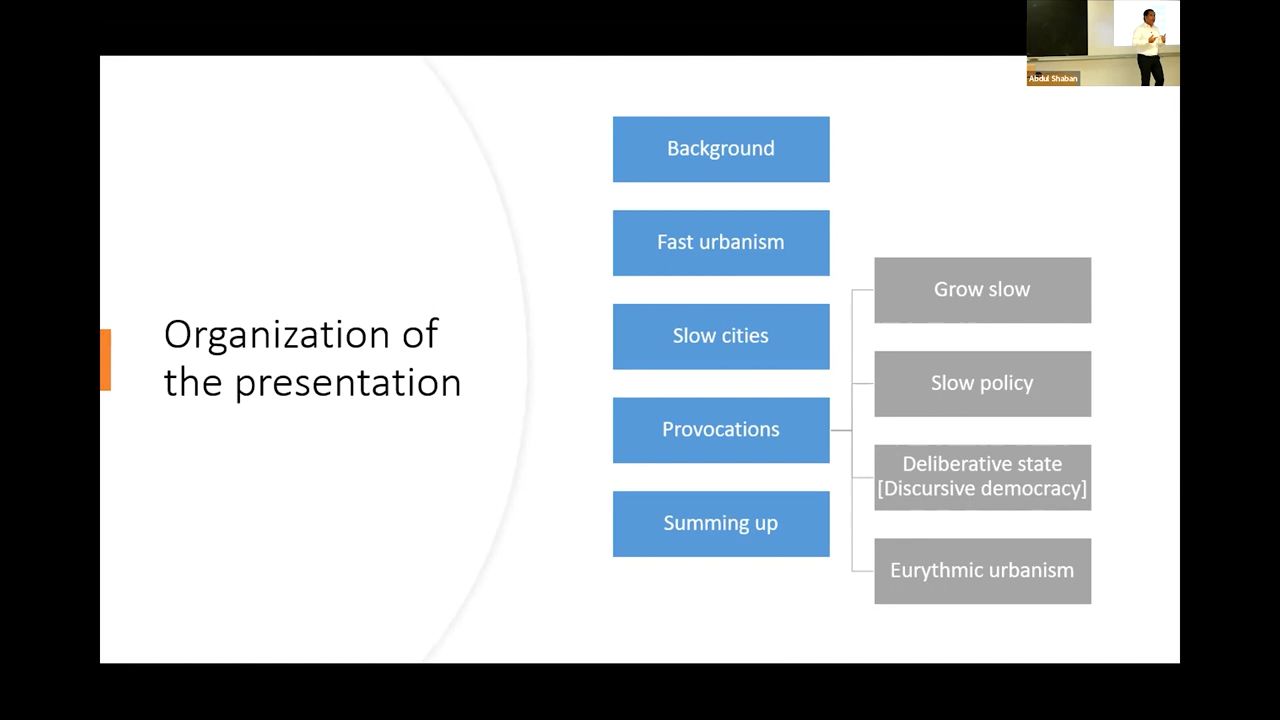 Abdul Shaban
Organization of
the presentation
Background
Fast urbanism
Slow cities
Provocations
Summing up
Grow slow
Slow policy
Deliberative state
[Discursive democracy]
Eurythmic urbanism